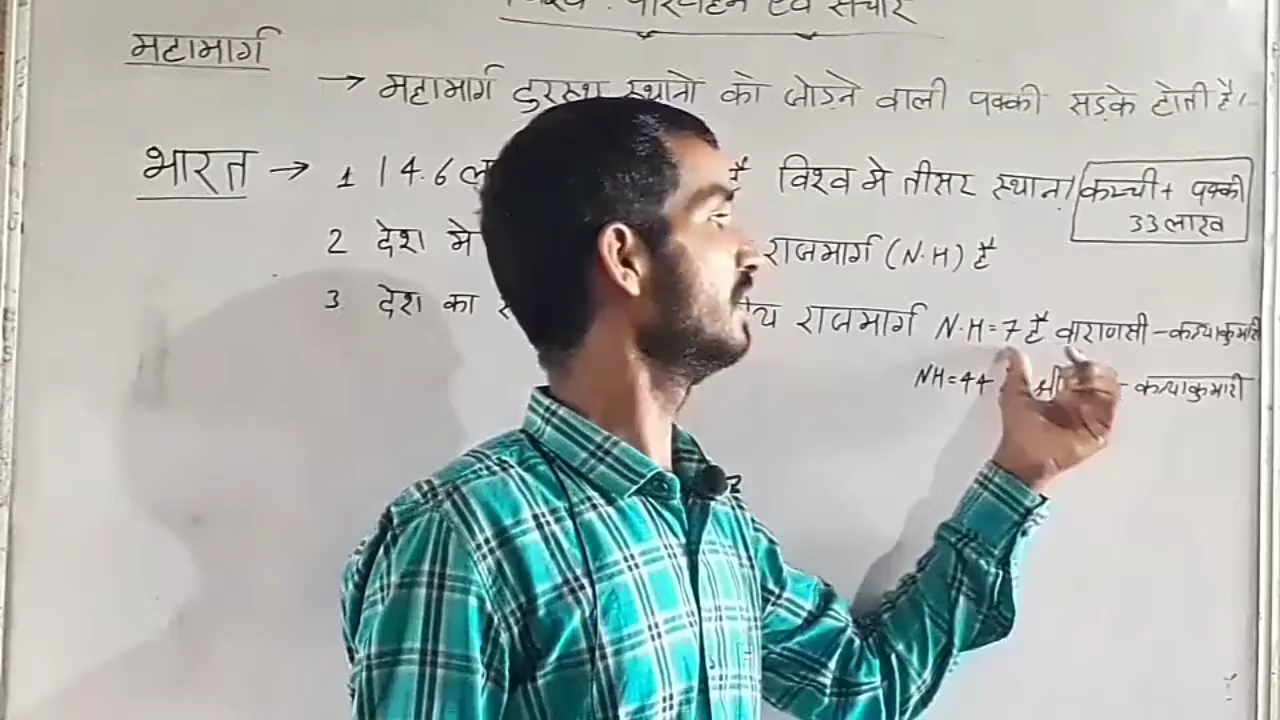 परिवहन एवं संचार
महामार्ग
→ महामार्ग दुरस्थ स्थानो को जोड़ने वाली पक्की सड़के होती है।
भारत → 1 14.6 है विश्व मे तीसर स्थान। कच्ची + पक्की
33 लाख
2 देश मे राजमार्ग (N.H) है
3 देश का राजमार्ग N.H=7 है वाराणसी - कन्याकुमारी
NH=44 - कन्याकुमारी